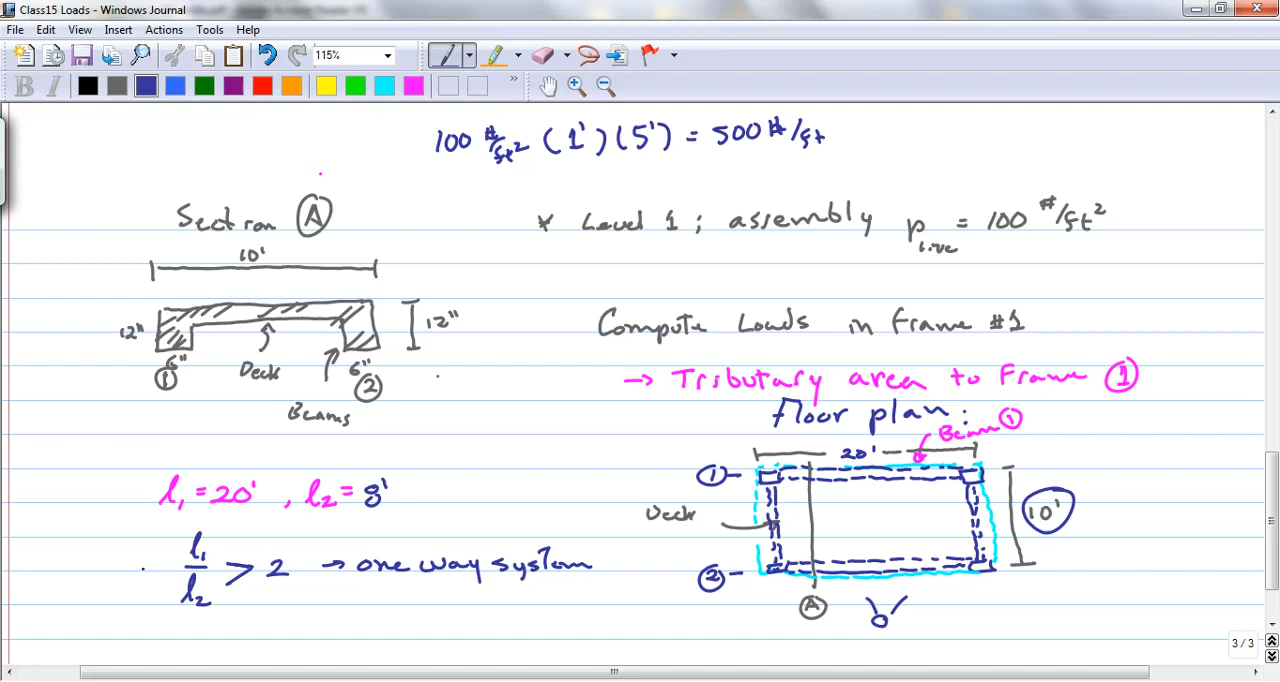 Class15 Loads - Windows Journal
File Edit View Insert Actions Tools Help
115%
B I
100 #/ft² (1') (5') = 500 #/ft
Section A
* Level 1 ; assembly p live = 100 #/ft²
10'
12"
12"
6"
6"
Deck
1
2
Beams
Compute Loads in Frame #1
→ Tributary area to Frame 1
Floor plan :
Beam 1
20'
1
Deck
10'
2
A
l₁ = 20' , l₂ = 8'
l₁/l₂ > 2 → one way system
3 / 3